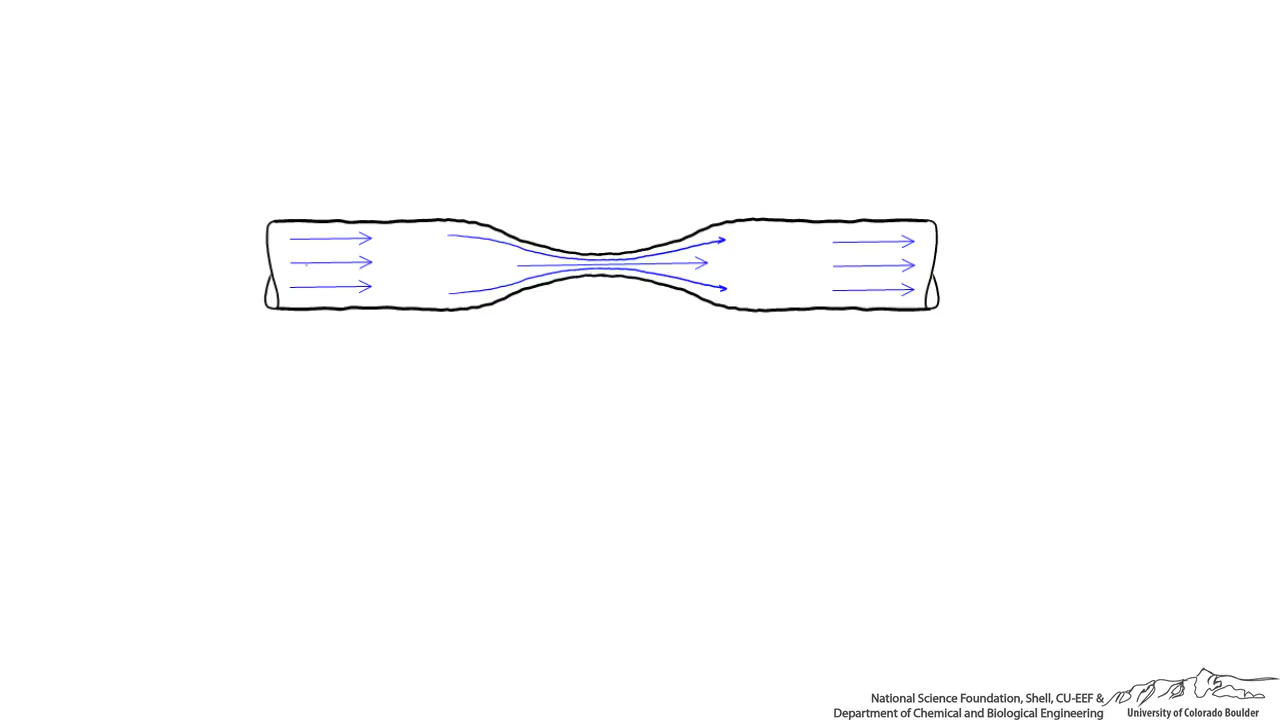 National Science Foundation, Shell, CU-EEF &
Department of Chemical and Biological Engineering
University of Colorado Boulder